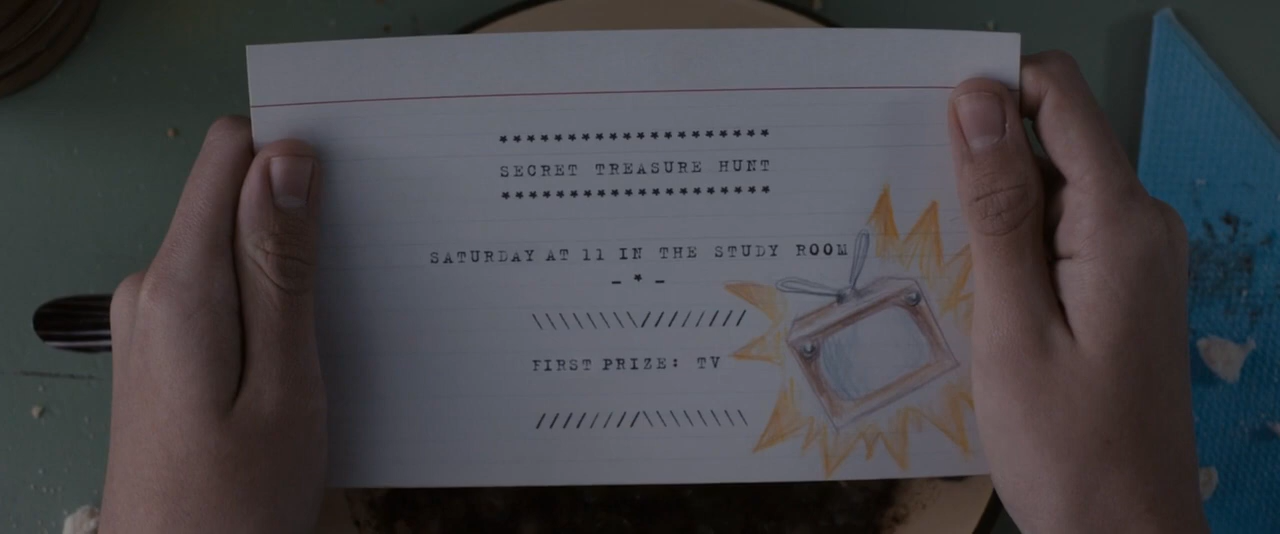 ********************
SECRET TREASURE HUNT
********************
SATURDAY AT 11 IN THE STUDY ROOM
- * -
\\\\\\\\////////
FIRST PRIZE: TV
////////\\\\\\\\